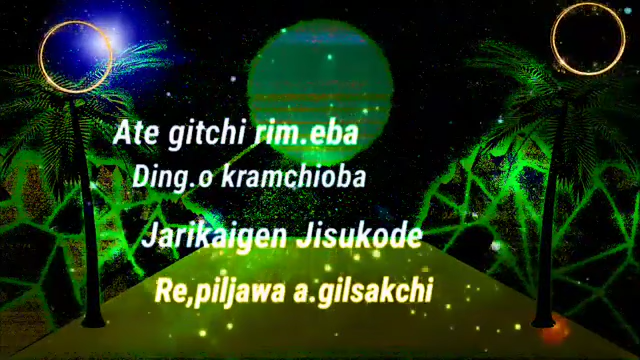 Ate gitchi rim.eba
Ding.o kramchioba
Jarikaigen Jisukode
Re,piljawa a.gilsakchi